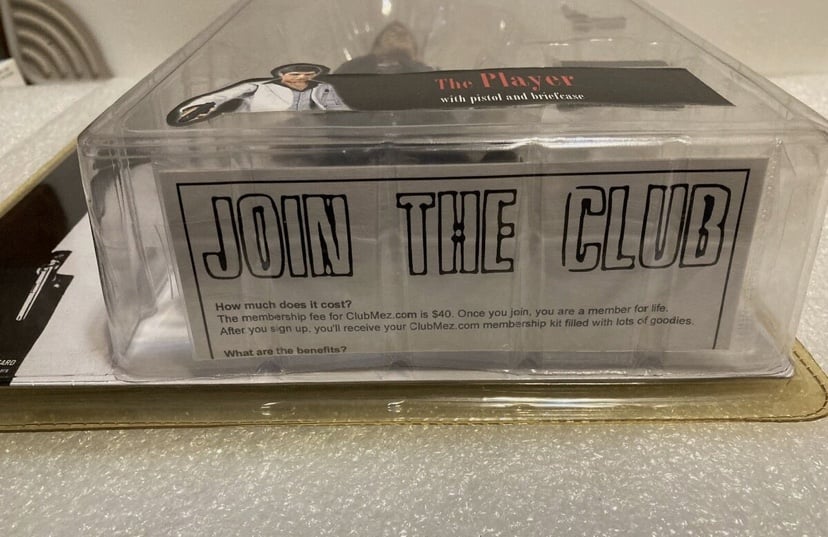 The Player
with pistol and briefcase
JOIN THE CLUB
How much does it cost?
The membership fee for ClubMez.com is $40. Once you join, you are a member for life.
After you sign up, you'll receive your ClubMez.com membership kit filled with lots of goodies.
What are the benefits?